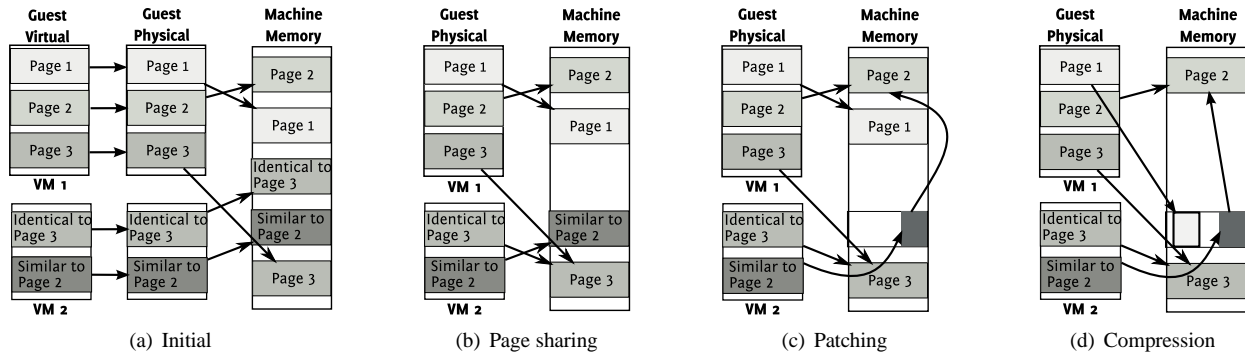 Guest
Virtual
Guest
Physical
Machine
Memory
Page 1
Page 2
Page 3
VM 1
Identical to
Page 3
Similar to
Page 2
VM 2
Page 1
Page 2
Page 3
Identical to
Page 3
Similar to
Page 2
Page 2
Page 1
Identical to
Page 3
Similar to
Page 2
Page 3
(a) Initial
Guest
Physical
Machine
Memory
Page 1
Page 2
Page 3
VM 1
Identical to
Page 3
Similar to
Page 2
VM 2
Page 2
Page 1
Similar to
Page 2
Page 3
(b) Page sharing
Guest
Physical
Machine
Memory
Page 1
Page 2
Page 3
VM 1
Identical to
Page 3
Similar to
Page 2
VM 2
Page 2
Page 1
Page 3
(c) Patching
Guest
Physical
Machine
Memory
Page 1
Page 2
Page 3
VM 1
Identical to
Page 3
Similar to
Page 2
VM 2
Page 2
Page 3
(d) Compression